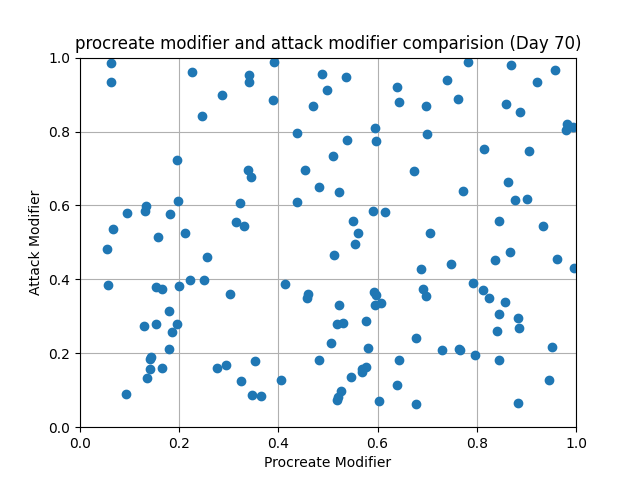 procreate modifier and attack modifier comparision (Day 70)
1.0
0.8
0.6
0.4
0.2
0.0
Attack Modifier
0.0 0.2 0.4 0.6 0.8 1.0
Procreate Modifier